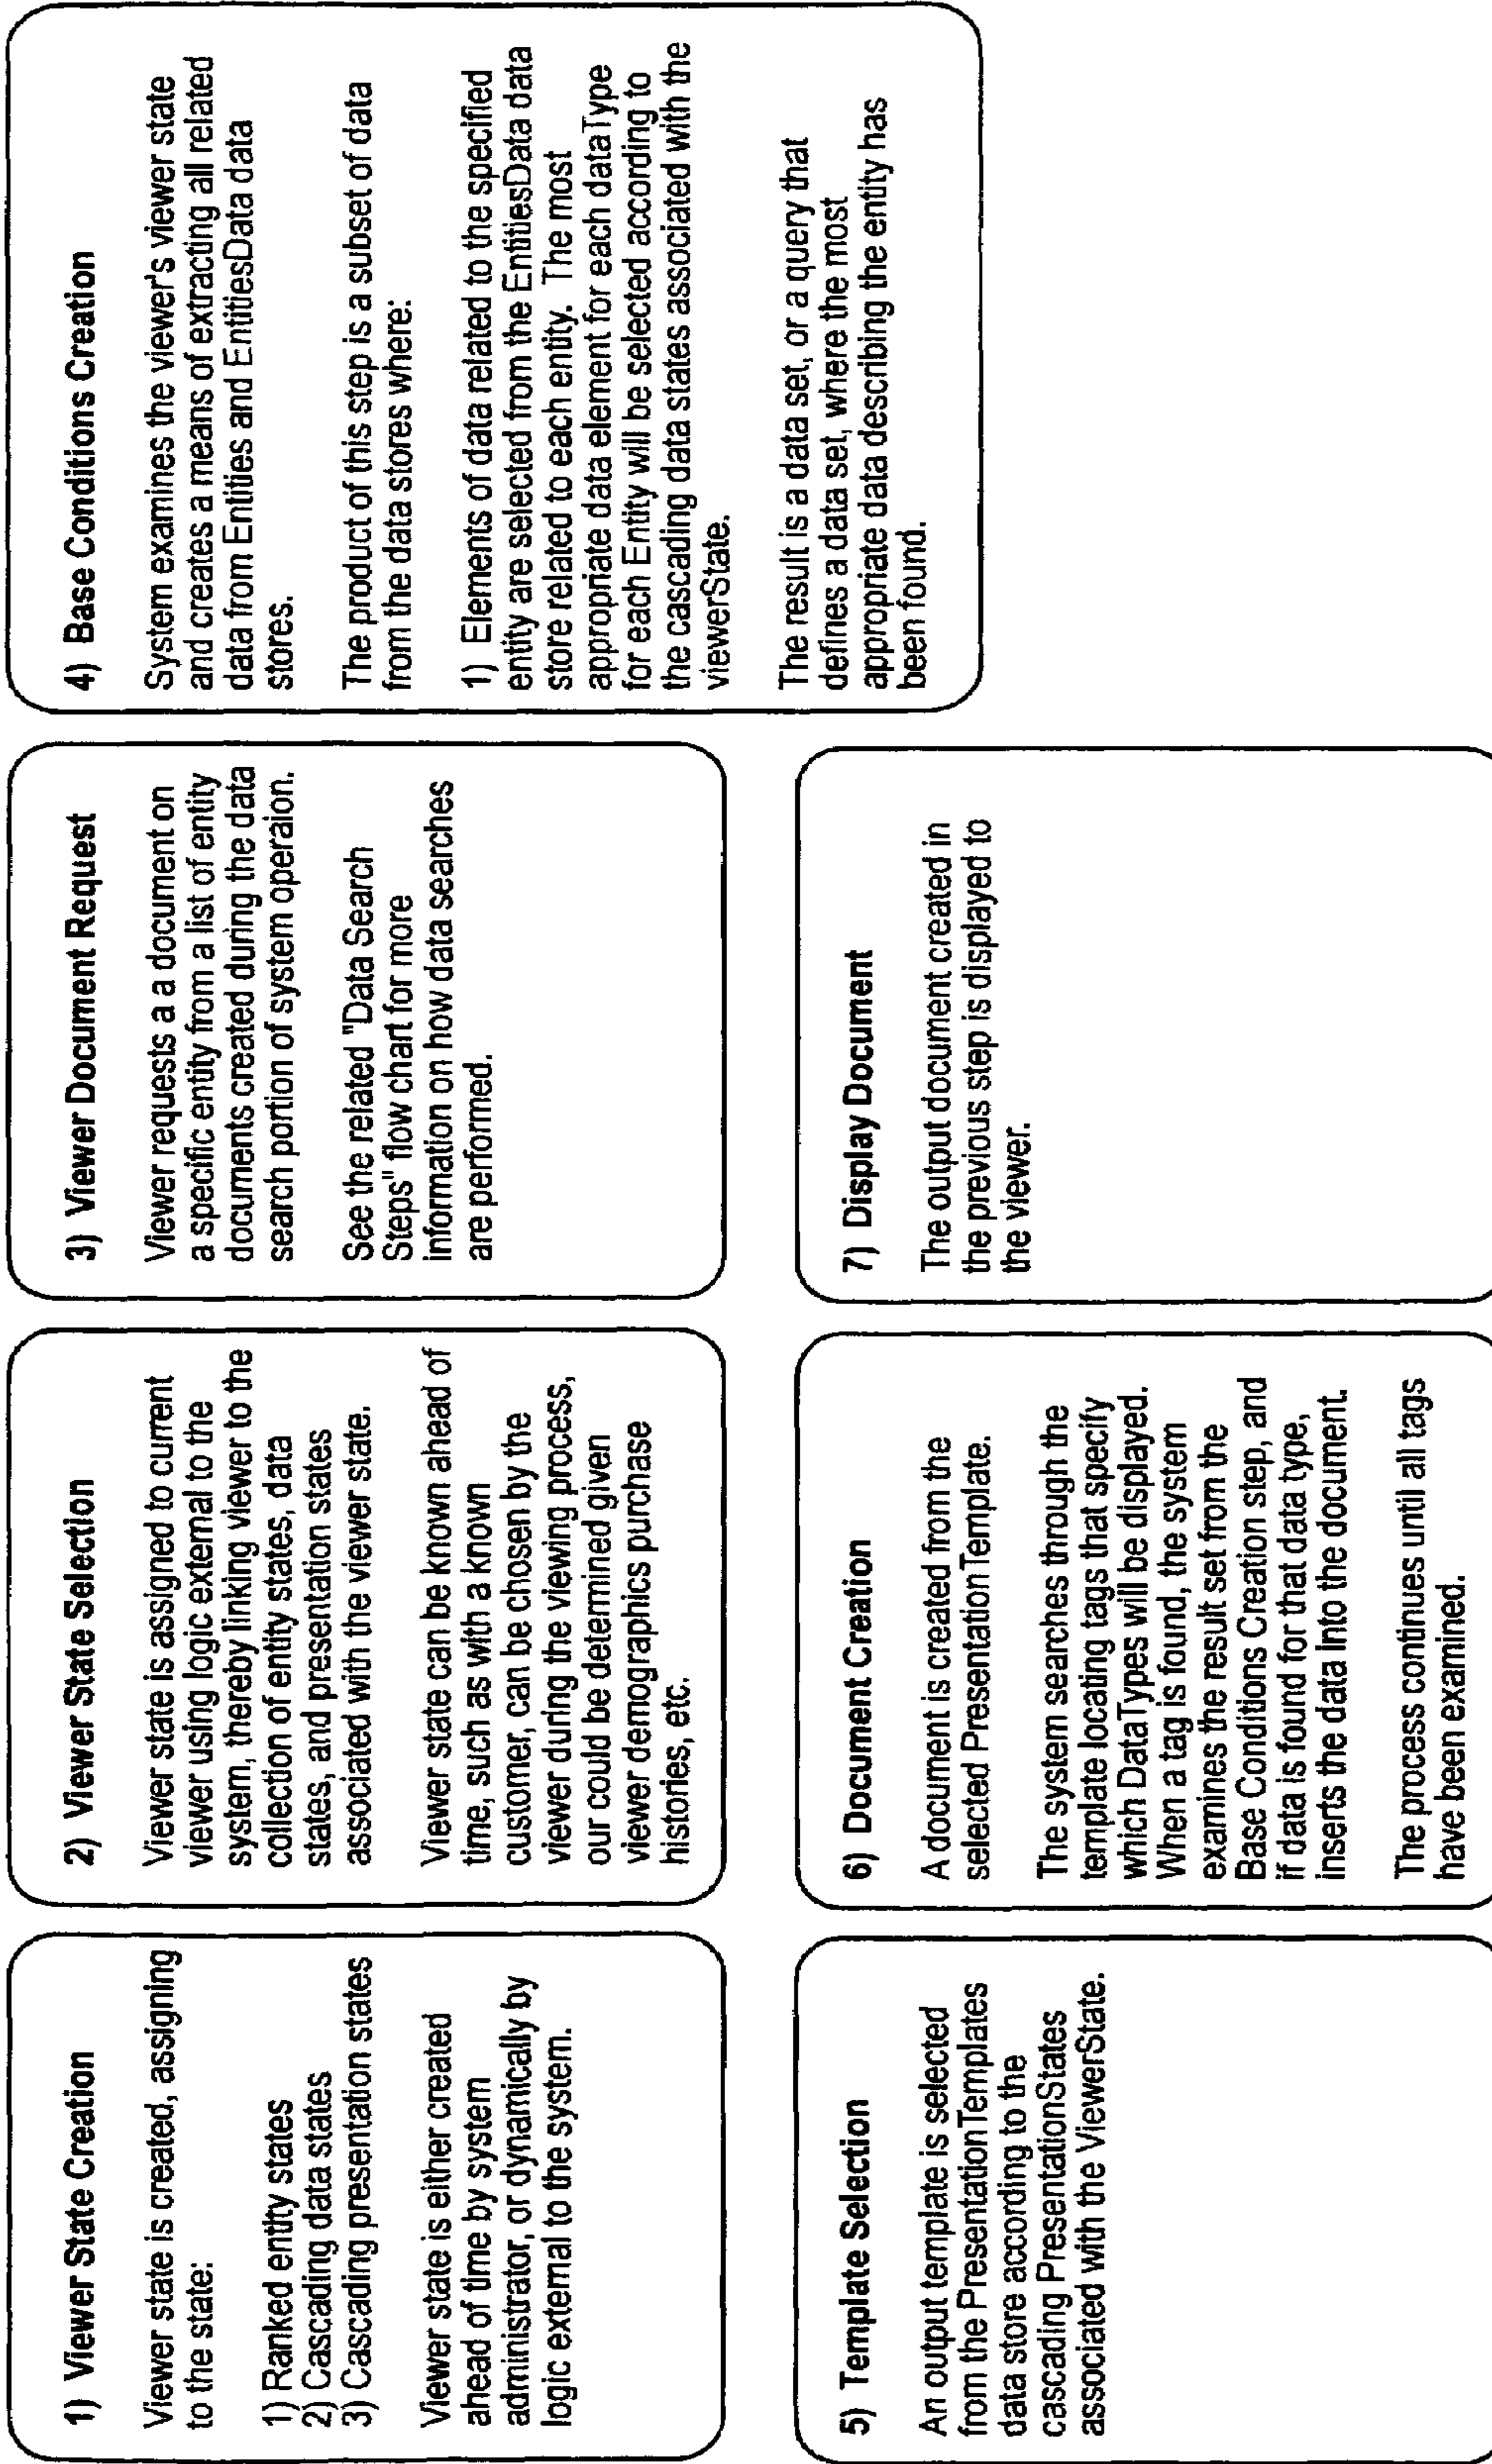 1) Viewer State Creation
Viewer state is created, assigning
to the state:
1) Ranked entity states
2) Cascading data states
3) Cascading presentation states
Viewer state is either created
ahead of time by system
administrator, or dynamically by
logic external to the system.
2) Viewer State Selection
Viewer state is assigned to current
viewer using logic external to the
system, thereby linking viewer to the
collection of entity states, data
states, and presentation states
associated with the viewer state.
Viewer state can be known ahead of
time, such as with a known
customer, can be chosen by the
viewer during the viewing process,
our could be determined given
viewer demographics purchase
histories, etc.
3) Viewer Document Request
Viewer requests a a document on
a specific entity from a list of entity
documents created during the data
search portion of system operaion.
See the related "Data Search
Steps" flow chart for more
information on how data searches
are performed.
4) Base Conditions Creation
System examines the viewer's viewer state
and creates a means of extracting all related
data from Entities and EntitiesData data
stores.
The product of this step is a subset of data
from the data stores where:
1) Elements of data related to the specified
entity are selected from the EntitiesData data
store related to each entity. The most
appropriate data element for each dataType
for each Entity will be selected according to
the cascading data states associated with the
viewerState.
The result is a data set, or a query that
defines a data set, where the most
appropriate data describing the entity has
been found.
5) Template Selection
An output template is selected
from the PresentationTemplates
data store according to the
cascading PresentationStates
associated with the ViewerState.
6) Document Creation
A document is created from the
selected PresentationTemplate.
The system searches through the
template locating tags that specify
which DataTypes will be displayed.
When a tag is found, the system
examines the result set from the
Base Conditions Creation step, and
if data is found for that data type,
inserts the data into the document.
The process continues until all tags
have been examined.
7) Display Document
The output document created in
the previous step is displayed to
the viewer.